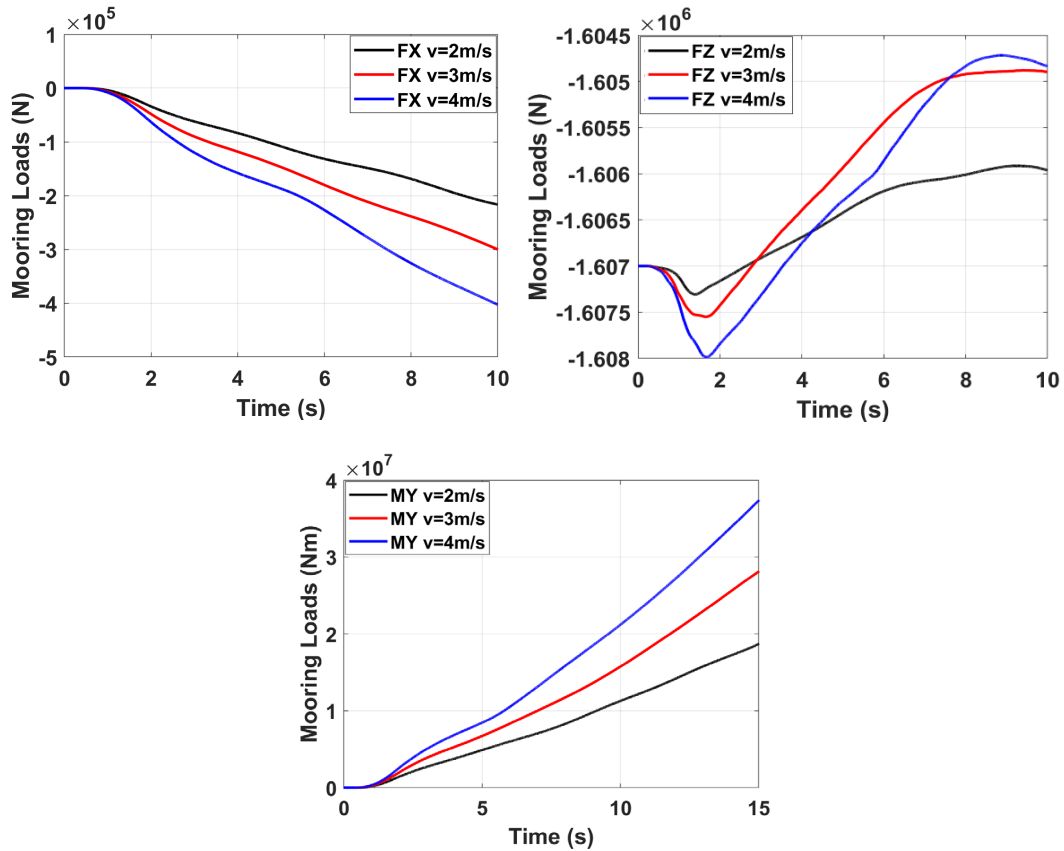 ×10^5
1
0
-1
-2
-3
-4
-5
Mooring Loads (N)
FX v=2m/s
FX v=3m/s
FX v=4m/s
0 2 4 6 8 10
Time (s)
×10^6
-1.6045
-1.605
-1.6055
-1.606
-1.6065
-1.607
-1.6075
-1.608
Mooring Loads (N)
FZ v=2m/s
FZ v=3m/s
FZ v=4m/s
0 2 4 6 8 10
Time (s)
×10^7
4
3
2
1
0
Mooring Loads (Nm)
MY v=2m/s
MY v=3m/s
MY v=4m/s
0 5 10 15
Time (s)